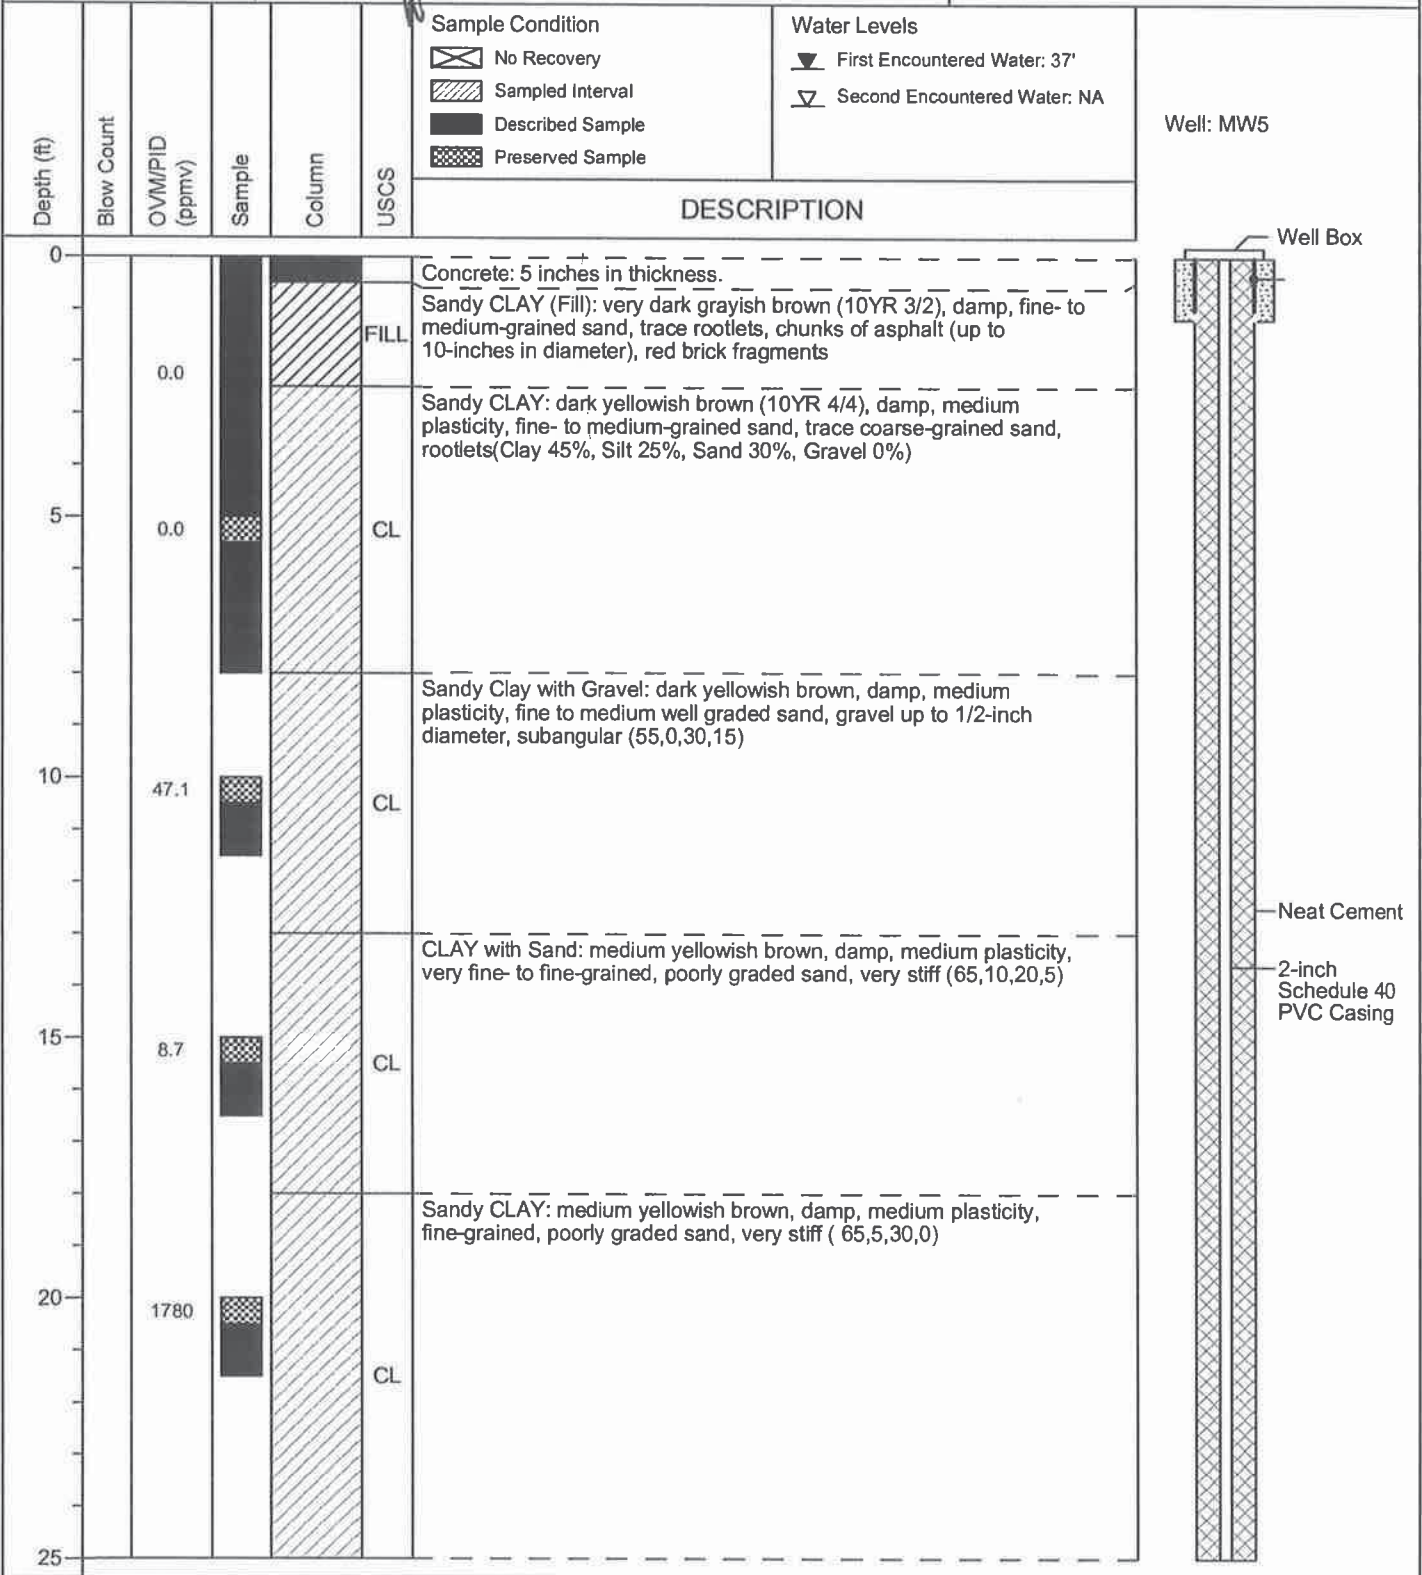 Sample Condition
No Recovery
Sampled Interval
Described Sample
Preserved Sample
Water Levels
First Encountered Water: 37'
Second Encountered Water: NA
Well: MW5
Depth (ft)
Blow Count
OVM/PID
(ppmv)
Sample
Column
USCS
DESCRIPTION
Well Box
0
Concrete: 5 inches in thickness.
Sandy CLAY (Fill): very dark grayish brown (10YR 3/2), damp, fine- to
medium-grained sand, trace rootlets, chunks of asphalt (up to
10-inches in diameter), red brick fragments
FILL
0.0
Sandy CLAY: dark yellowish brown (10YR 4/4), damp, medium
plasticity, fine- to medium-grained sand, trace coarse-grained sand,
rootlets(Clay 45%, Silt 25%, Sand 30%, Gravel 0%)
5
0.0
CL
Sandy Clay with Gravel: dark yellowish brown, damp, medium
plasticity, fine to medium well graded sand, gravel up to 1/2-inch
diameter, subangular (55,0,30,15)
10
47.1
CL
Neat Cement
CLAY with Sand: medium yellowish brown, damp, medium plasticity,
very fine- to fine-grained, poorly graded sand, very stiff (65,10,20,5)
2-inch
Schedule 40
PVC Casing
15
8.7
CL
Sandy CLAY: medium yellowish brown, damp, medium plasticity,
fine-grained, poorly graded sand, very stiff ( 65,5,30,0)
20
1780
CL
25